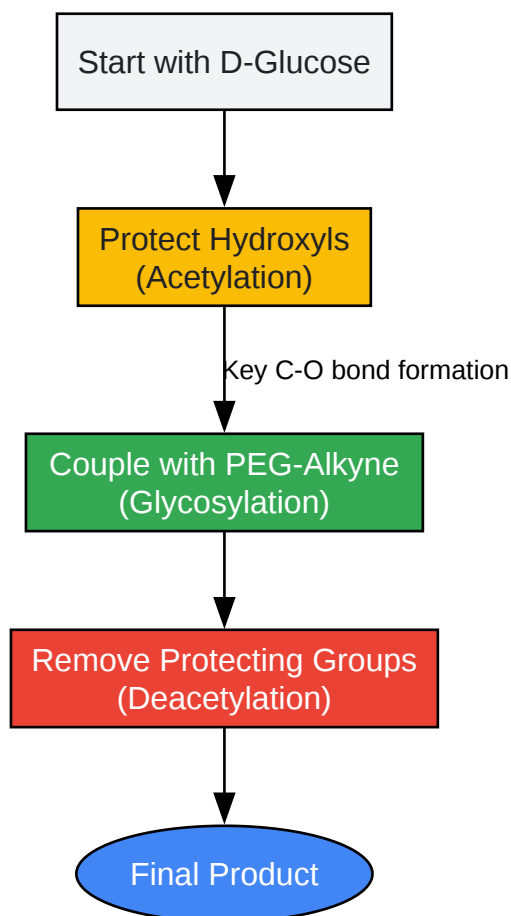 Start with D-Glucose
Protect Hydroxyls
(Acetylation)
Key C-O bond formation
Couple with PEG-Alkyne
(Glycosylation)
Remove Protecting Groups
(Deacetylation)
Final Product